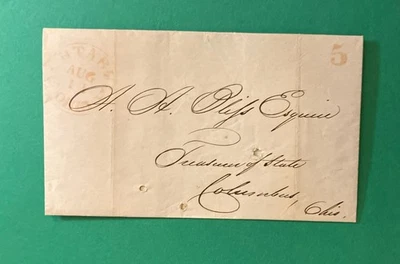 AUG
5
A. A. Bliss Esquire
Treasurer of State
Columbus,
Ohio.